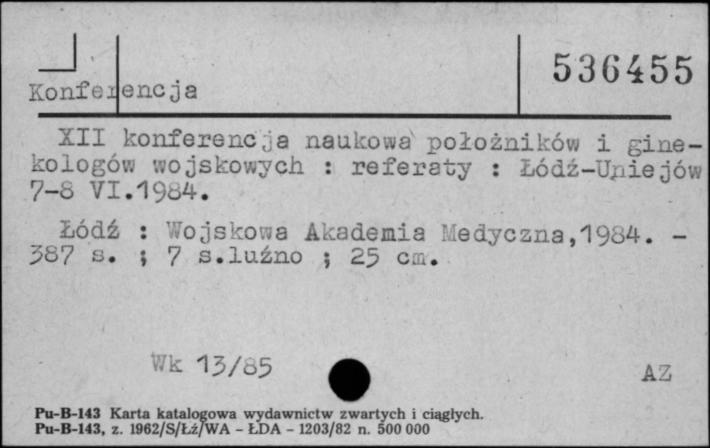 536455
Konferencja
XII konferencja naukowa położników i gine-
kologów wojskowych : referaty : Łódź-Uniejów
7-8 VI.1984.
Łódź : Wojskowa Akademia Medyczna,1984. -
387 s. ; 7 s.luźno ; 25 cm.
Wk 13/85
AZ
Pu-B-143 Karta katalogowa wydawnictw zwartych i ciągłych.
Pu-B-143, z. 1962/S/Łź/WA - ŁDA - 1203/82 n. 500 000